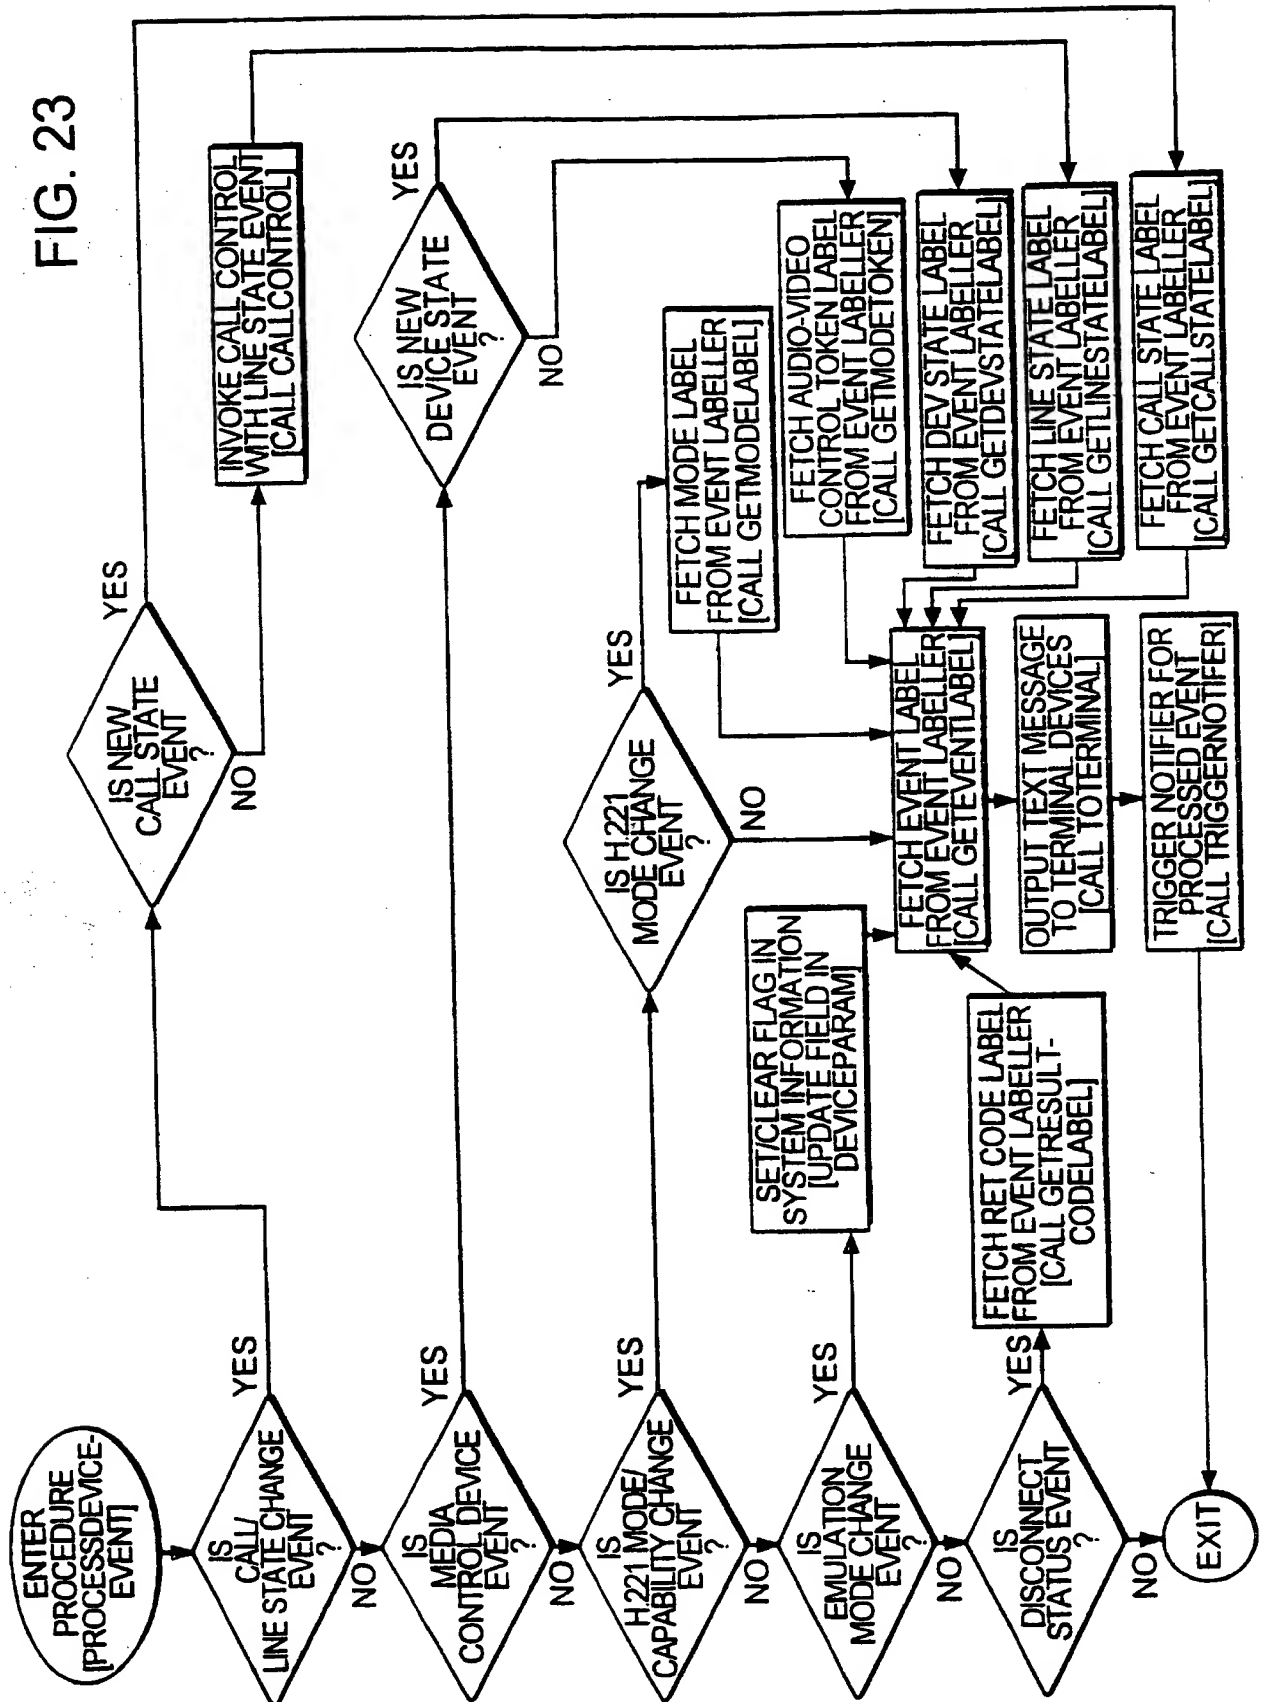 FIG. 23
ENTER
PROCEDURE
[PROCESSDEVICE-
EVENT]
IS
CALL/
LINE STATE CHANGE
EVENT
?
YES
NO
IS NEW
CALL STATE
EVENT
?
YES
NO
INVOKE CALL CONTROL
WITH LINE STATE EVENT
[CALL CALLCONTROL]
IS
MEDIA
CONTROL DEVICE
EVENT
?
YES
NO
IS NEW
DEVICE STATE
EVENT
?
YES
NO
IS
H.221 MODE/
CAPABILITY CHANGE
EVENT
?
YES
NO
IS H.221
MODE CHANGE
EVENT
?
YES
NO
FETCH MODE LABEL
FROM EVENT LABELLER
[CALL GETMODELABEL]
FETCH AUDIO-VIDEO
CONTROL TOKEN LABEL
FROM EVENT LABELLER
[CALL GETMODETOKEN]
FETCH DEV STATE LABEL
FROM EVENT LABELLER
[CALL GETDEVSTATELABEL]
FETCH LINE STATE LABEL
FROM EVENT LABELLER
[CALL GETLINESTATELABEL]
FETCH CALL STATE LABEL
FROM EVENT LABELLER
[CALL GETCALLSTATELABEL]
IS
EMULATION
MODE CHANGE
EVENT
?
YES
NO
SET/CLEAR FLAG IN
SYSTEM INFORMATION
[UPDATE FIELD IN
DEVICEPARAM]
FETCH EVENT LABEL
FROM EVENT LABELLER
[CALL GETEVENTLABEL]
OUTPUT TEXT MESSAGE
TO TERMINAL DEVICES
[CALL TOTERMINAL]
TRIGGER NOTIFIER FOR
PROCESSED EVENT
[CALL TRIGGERNOTIFER]
IS
DISCONNECT
STATUS EVENT
?
YES
NO
FETCH RET CODE LABEL
FROM EVENT LABELLER
[CALL GETRESULT-
CODELABEL]
EXIT